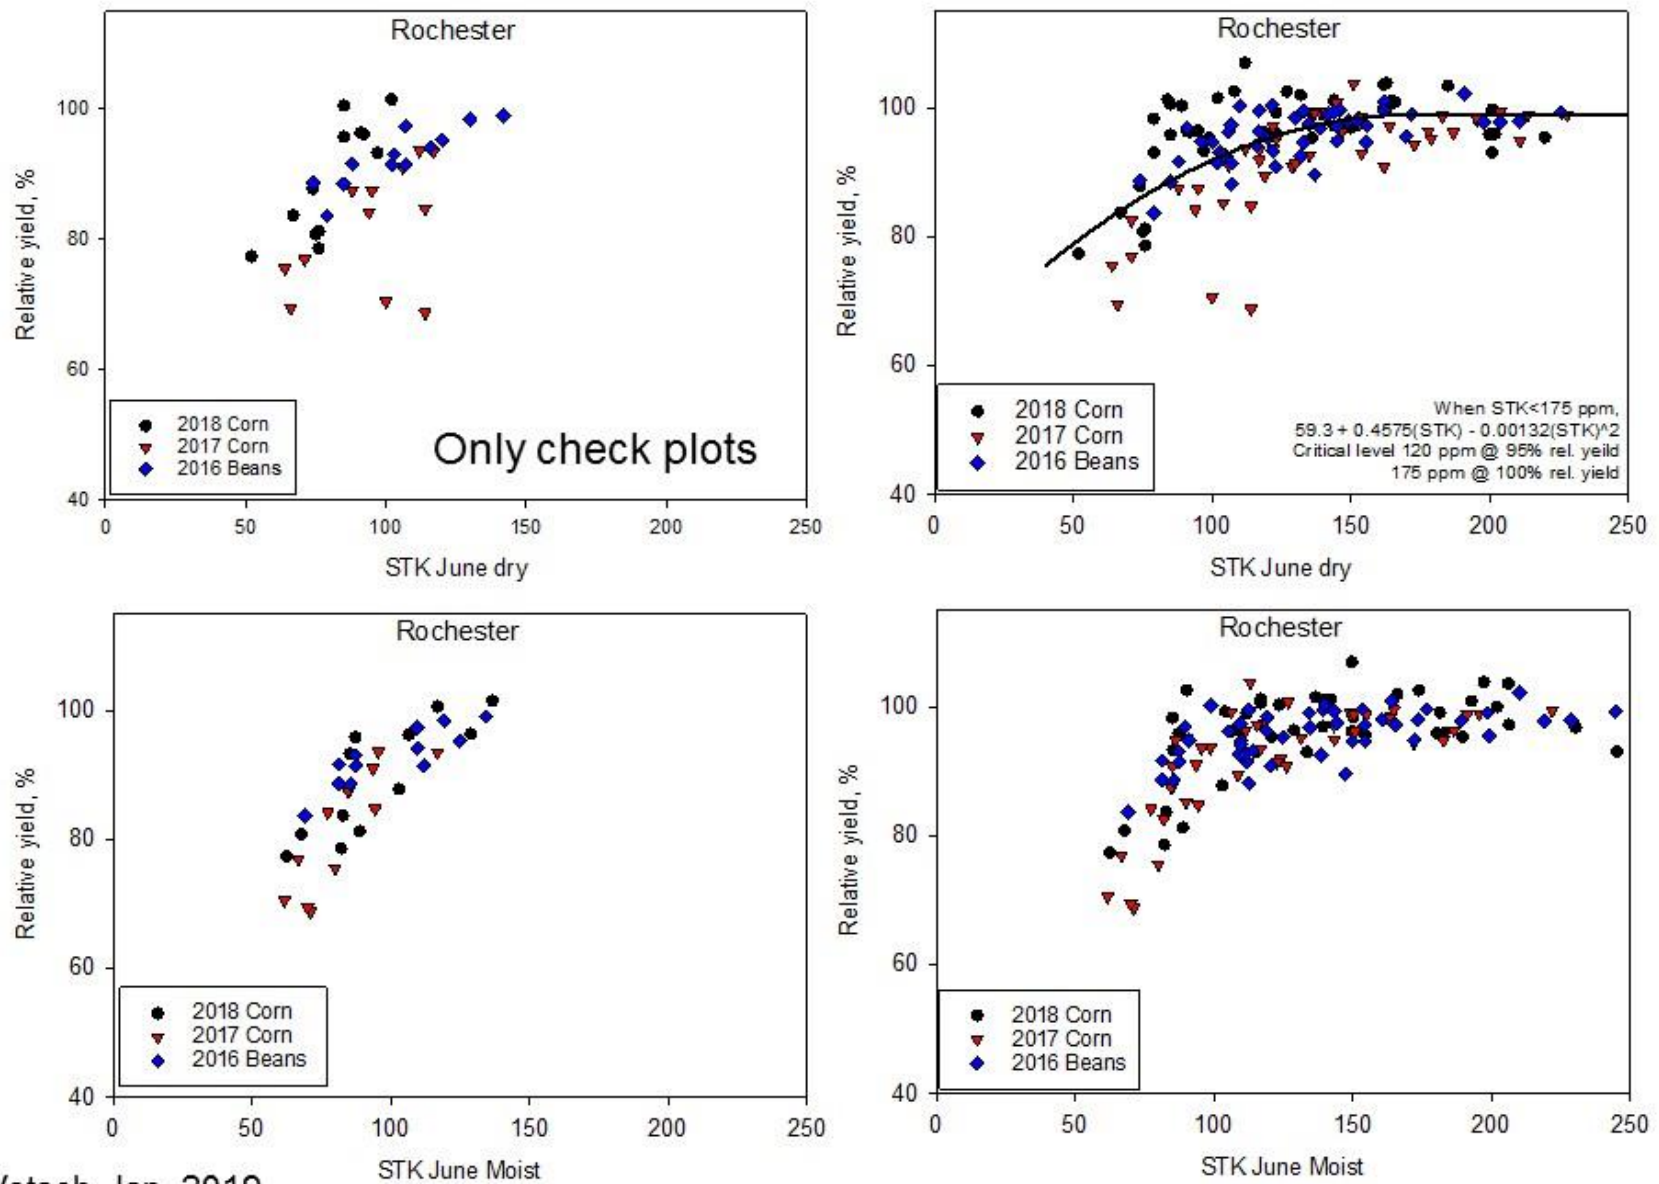 Rochester
100
80
60
40
Relative yield, %
2018 Corn
2017 Corn
2016 Beans
Only check plots
0 50 100 150 200 250
STK June dry
Rochester
100
80
60
40
Relative yield, %
2018 Corn
2017 Corn
2016 Beans
When STK<175 ppm,
59.3 + 0.4575(STK) - 0.00132(STK)^2
Critical level 120 ppm @ 95% rel. yeild
175 ppm @ 100% rel. yield
0 50 100 150 200 250
STK June dry
Rochester
100
80
60
40
Relative yield, %
2018 Corn
2017 Corn
2016 Beans
0 50 100 150 200 250
STK June Moist
Rochester
100
80
60
40
Relative yield, %
2018 Corn
2017 Corn
2016 Beans
0 50 100 150 200 250
STK June Moist